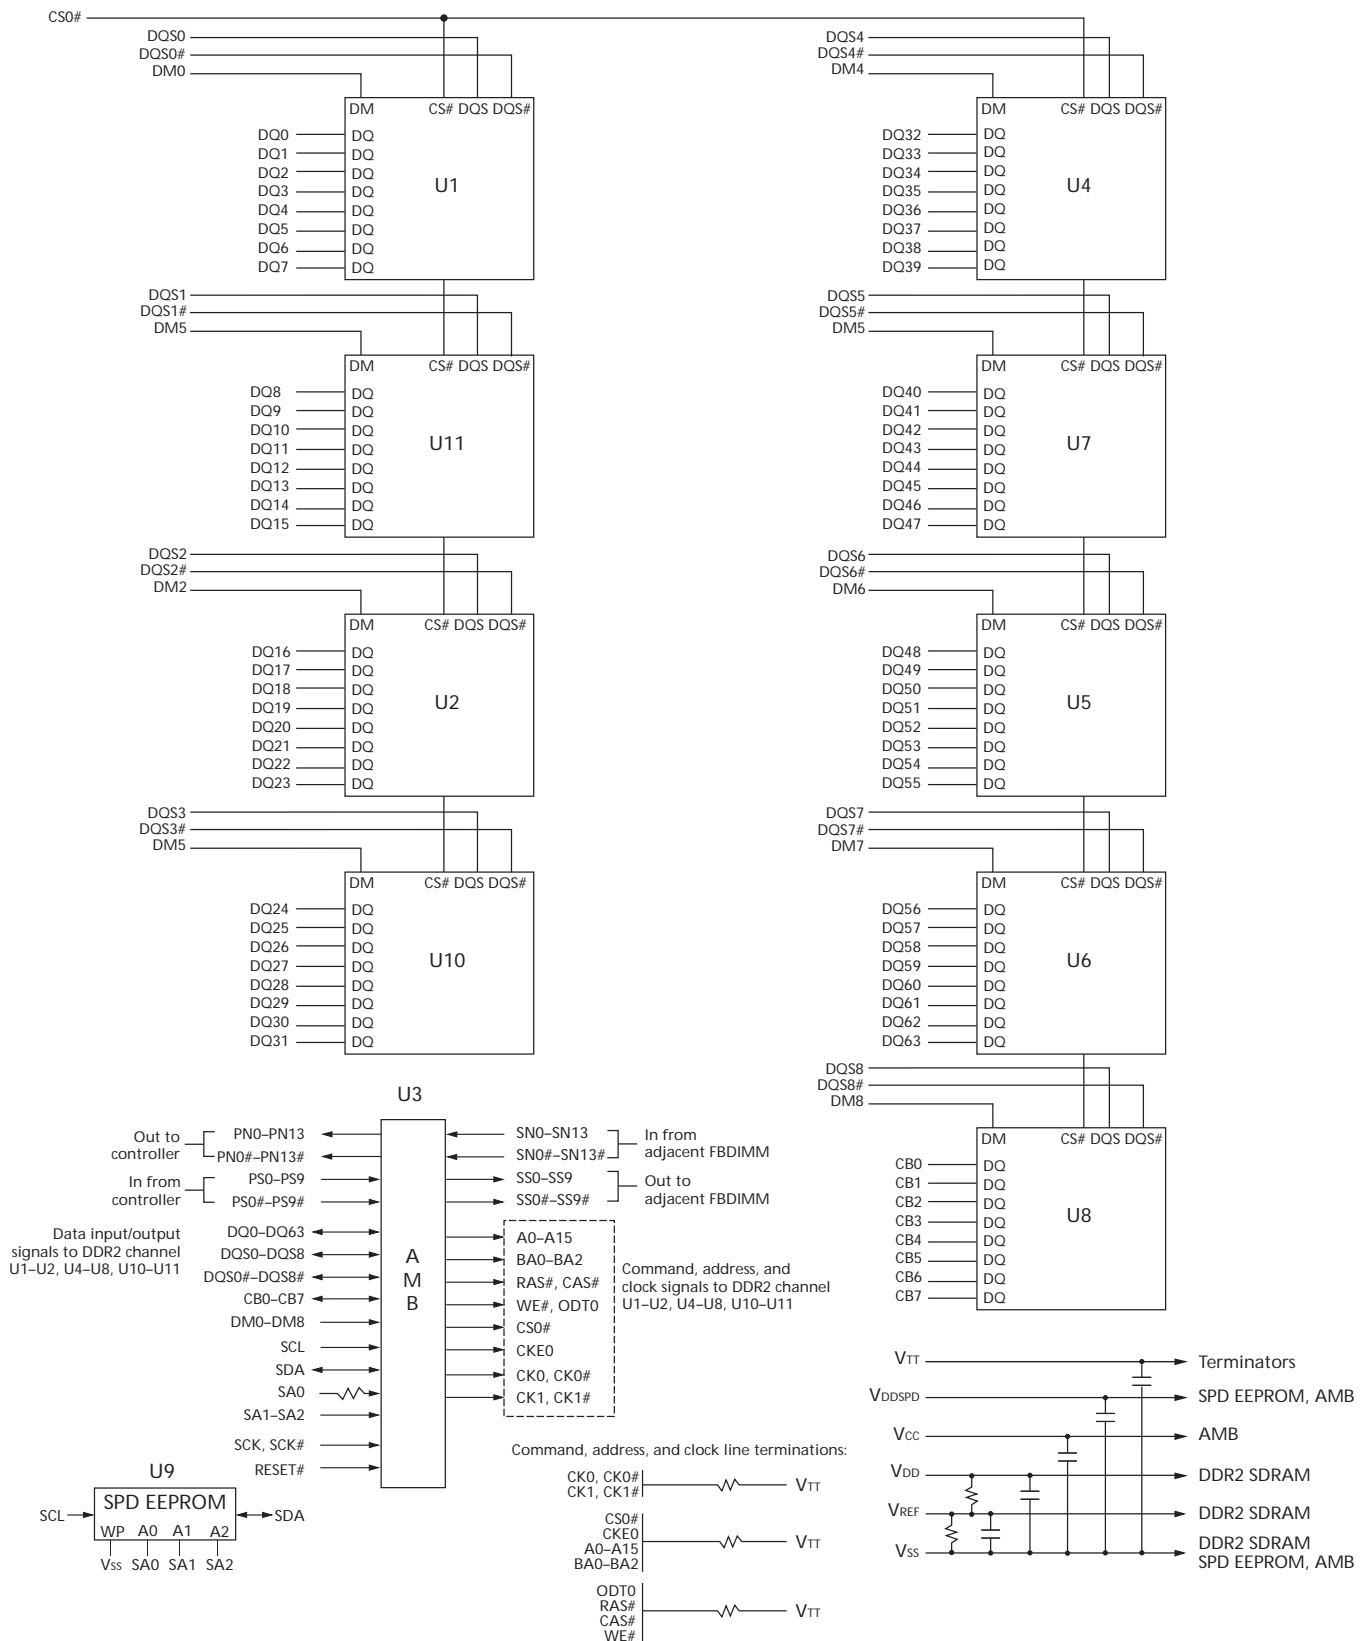 CS0#
DQS0
DQS0#
DM0
DM CS# DQS DQS#
DQ0 DQ
DQ1 DQ
DQ2 DQ
DQ3 DQ
DQ4 DQ
DQ5 DQ
DQ6 DQ
DQ7 DQ
U1
DQS1
DQS1#
DM5
DM CS# DQS DQS#
DQ8 DQ
DQ9 DQ
DQ10 DQ
DQ11 DQ
DQ12 DQ
DQ13 DQ
DQ14 DQ
DQ15 DQ
U11
DQS2
DQS2#
DM2
DM CS# DQS DQS#
DQ16 DQ
DQ17 DQ
DQ18 DQ
DQ19 DQ
DQ20 DQ
DQ21 DQ
DQ22 DQ
DQ23 DQ
U2
DQS3
DQS3#
DM5
DM CS# DQS DQS#
DQ24 DQ
DQ25 DQ
DQ26 DQ
DQ27 DQ
DQ28 DQ
DQ29 DQ
DQ30 DQ
DQ31 DQ
U10
DQS4
DQS4#
DM4
DM CS# DQS DQS#
DQ32 DQ
DQ33 DQ
DQ34 DQ
DQ35 DQ
DQ36 DQ
DQ37 DQ
DQ38 DQ
DQ39 DQ
U4
DQS5
DQS5#
DM5
DM CS# DQS DQS#
DQ40 DQ
DQ41 DQ
DQ42 DQ
DQ43 DQ
DQ44 DQ
DQ45 DQ
DQ46 DQ
DQ47 DQ
U7
DQS6
DQS6#
DM6
DM CS# DQS DQS#
DQ48 DQ
DQ49 DQ
DQ50 DQ
DQ51 DQ
DQ52 DQ
DQ53 DQ
DQ54 DQ
DQ55 DQ
U5
DQS7
DQS7#
DM7
DM CS# DQS DQS#
DQ56 DQ
DQ57 DQ
DQ58 DQ
DQ59 DQ
DQ60 DQ
DQ61 DQ
DQ62 DQ
DQ63 DQ
U6
DQS8
DQS8#
DM8
DM CS# DQS DQS#
CB0 DQ
CB1 DQ
CB2 DQ
CB3 DQ
CB4 DQ
CB5 DQ
CB6 DQ
CB7 DQ
U8
U3
A
M
B
Out to
controller
PN0–PN13
PN0#–PN13#
In from
controller
PS0–PS9
PS0#–PS9#
Data input/output
signals to DDR2 channel
U1–U2, U4–U8, U10–U11
DQ0–DQ63
DQS0–DQS8
DQS0#–DQS8#
CB0–CB7
DM0–DM8
SCL
SDA
SA0
SA1–SA2
SCK, SCK#
RESET#
SN0–SN13
SN0#–SN13#
In from
adjacent FBDIMM
SS0–SS9
SS0#–SS9#
Out to
adjacent FBDIMM
A0–A15
BA0–BA2
RAS#, CAS#
WE#, ODT0
CS0#
CKE0
CK0, CK0#
CK1, CK1#
Command, address, and
clock signals to DDR2 channel
U1–U2, U4–U8, U10–U11
U9
SPD EEPROM
SCL
SDA
WP A0 A1 A2
VSS SA0 SA1 SA2
Command, address, and clock line terminations:
CK0, CK0#
CK1, CK1#
VTT
CS0#
CKE0
A0–A15
BA0–BA2
VTT
ODT0
RAS#
CAS#
WE#
VTT
VTT Terminators
VDDSPD SPD EEPROM, AMB
VCC AMB
VDD DDR2 SDRAM
VREF DDR2 SDRAM
VSS DDR2 SDRAM
SPD EEPROM, AMB